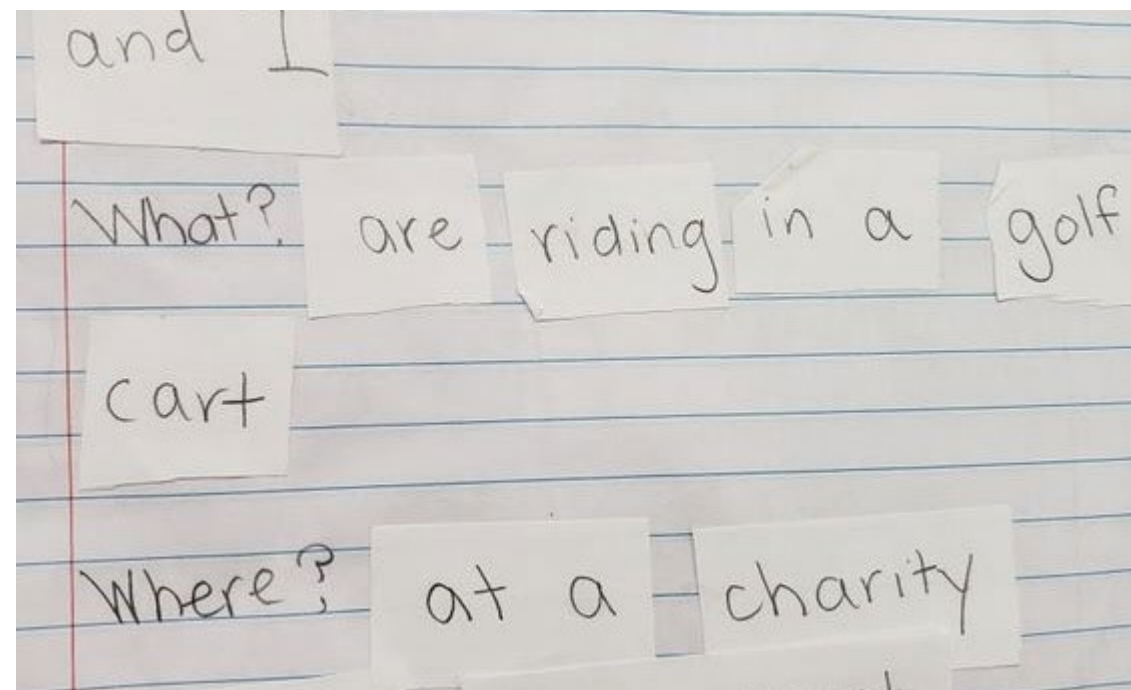 and I
What? are riding in a golf
cart
Where? at a charity